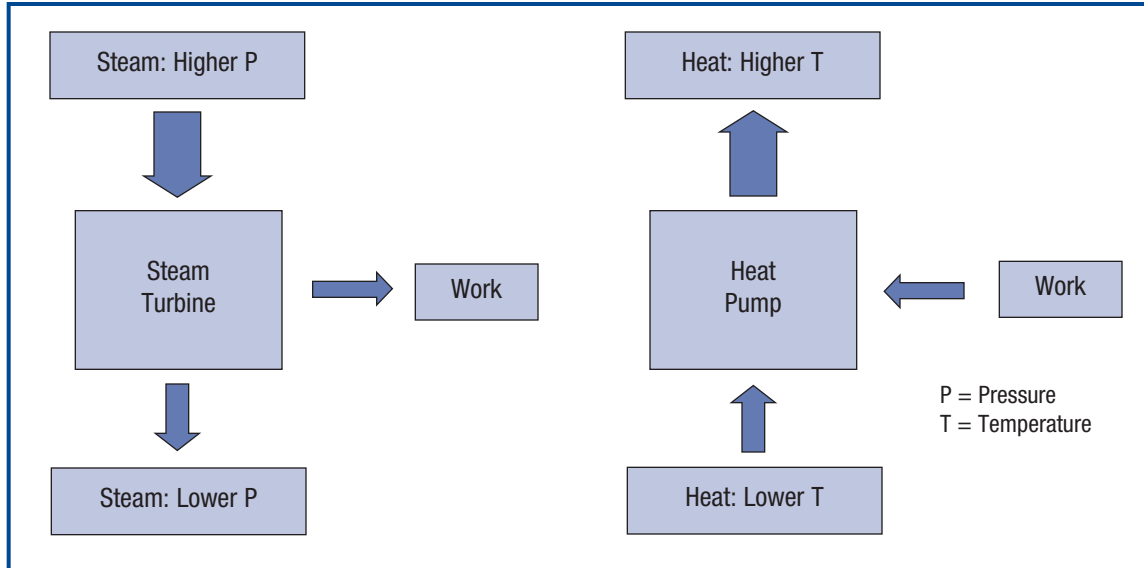 Steam: Higher P
Steam
Turbine
Work
Steam: Lower P
Heat: Higher T
Heat
Pump
Work
P = Pressure
T = Temperature
Heat: Lower T